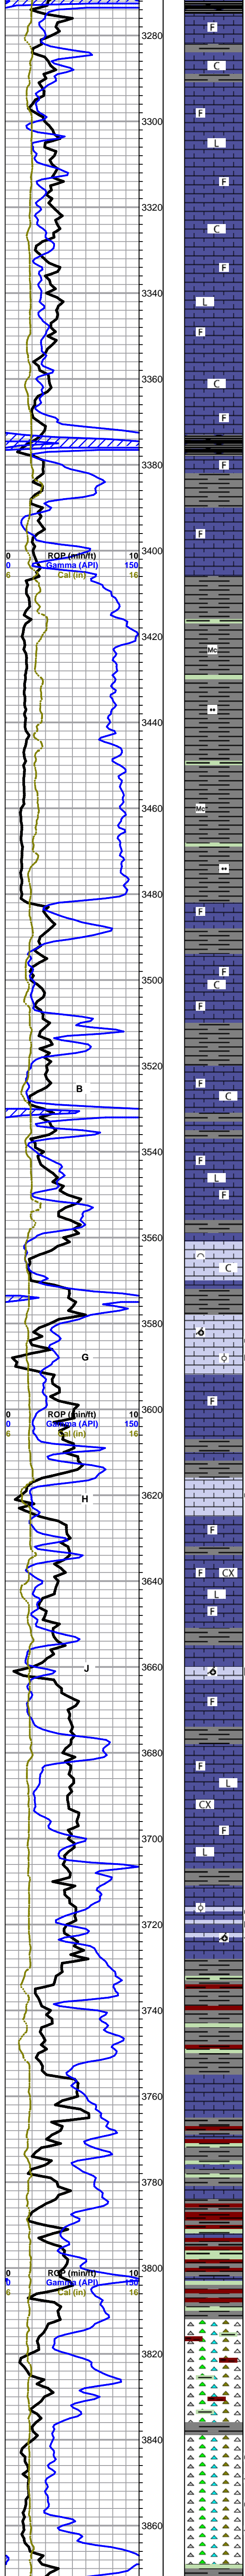 F
3280
C
F
3300
L
3320
F
C
F
3340
L
F
3360
C
F
3380
F
F
3400
0 ROP (min/ft) 10
0 Gamma (API) 150
6 Cal (in) 16
3420
Mc
3440
3460
Mc
3480
F
F
3500
C
F
3520
F
B
C
3540
F
L
F
3560
C
3580
G
F
3600
0 ROP (min/ft) 10
0 Gamma (API) 150
6 Cal (in) 16
3620
H
F
F CX
3640
L
F
3660
J
F
3680
F
L
CX
3700
F
L
3720
3740
3760
3780
3800
0 ROP (min/ft) 10
0 Gamma (API) 150
6 Cal (in) 16
3820
3840
3860